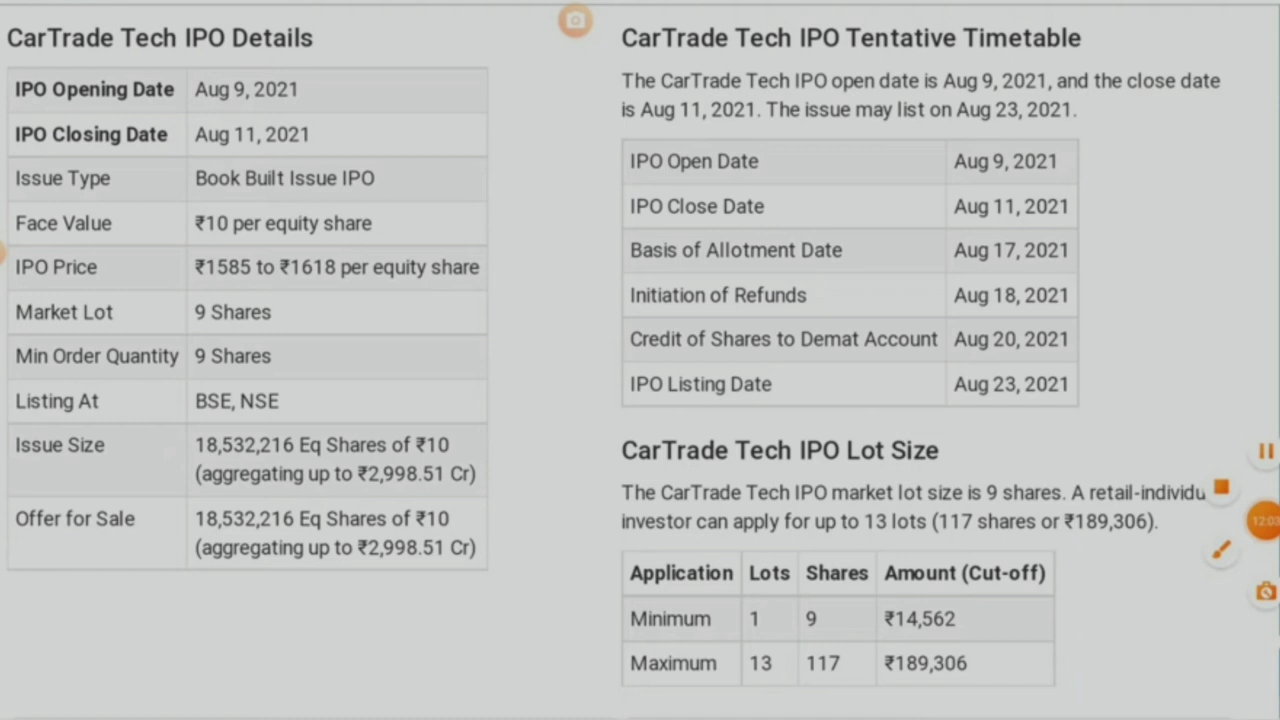 CarTrade Tech IPO Details
IPO Opening Date Aug 9, 2021
IPO Closing Date Aug 11, 2021
Issue Type Book Built Issue IPO
Face Value ₹10 per equity share
IPO Price ₹1585 to ₹1618 per equity share
Market Lot 9 Shares
Min Order Quantity 9 Shares
Listing At BSE, NSE
Issue Size 18,532,216 Eq Shares of ₹10
(aggregating up to ₹2,998.51 Cr)
Offer for Sale 18,532,216 Eq Shares of ₹10
(aggregating up to ₹2,998.51 Cr)
CarTrade Tech IPO Tentative Timetable
The CarTrade Tech IPO open date is Aug 9, 2021, and the close date
is Aug 11, 2021. The issue may list on Aug 23, 2021.
IPO Open Date Aug 9, 2021
IPO Close Date Aug 11, 2021
Basis of Allotment Date Aug 17, 2021
Initiation of Refunds Aug 18, 2021
Credit of Shares to Demat Account Aug 20, 2021
IPO Listing Date Aug 23, 2021
CarTrade Tech IPO Lot Size
The CarTrade Tech IPO market lot size is 9 shares. A retail-individu
investor can apply for up to 13 lots (117 shares or ₹189,306).
Application Lots Shares Amount (Cut-off)
Minimum 1 9 ₹14,562
Maximum 13 117 ₹189,306
12:03